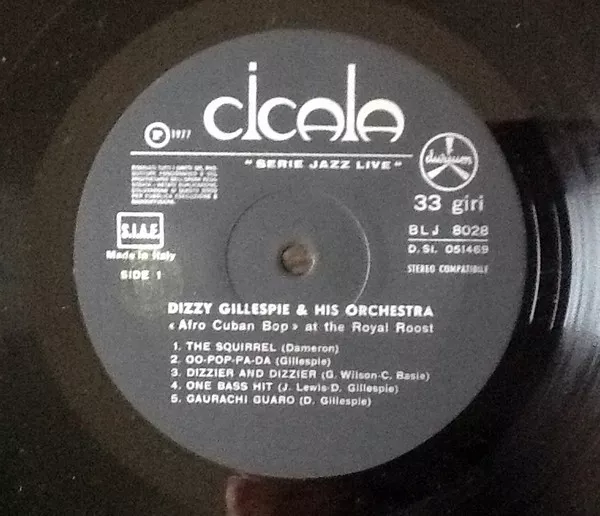 cicala
P 1977
"SERIE JAZZ LIVE"
durium
33 giri
BLJ 8028
D.SI. 051469
STEREO COMPATIBILE
S.I.A.E.
Made in Italy
SIDE 1
DIZZY GILLESPIE & HIS ORCHESTRA
«Afro Cuban Bop» at the Royal Roost
1. THE SQUIRREL (Dameron)
2. OO-POP-PA-DA (Gillespie)
3. DIZZIER AND DIZZIER (G. Wilson-C. Basie)
4. ONE BASS HIT (J. Lewis-D. Gillespie)
5. GAURACHI GUARO (D. Gillespie)